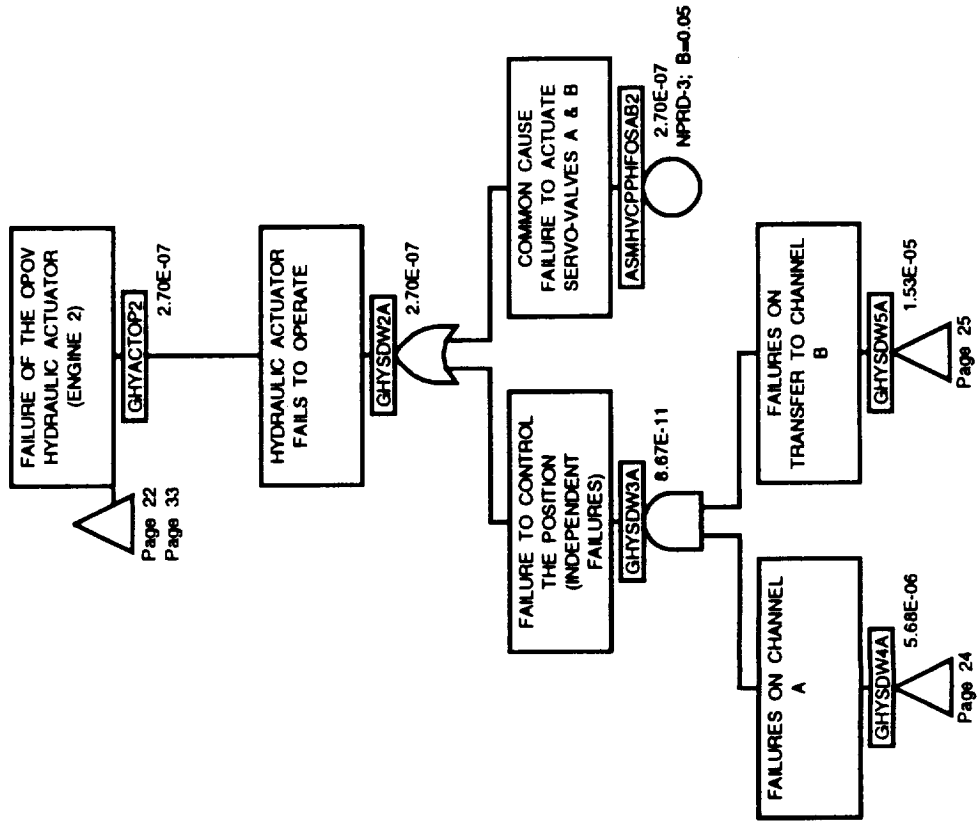 FAILURE OF THE OPOV
HYDRAULIC ACTUATOR
(ENGINE 2)
GHYACTOP2
2.70E-07
Page 22
Page 33
HYDRAULIC ACTUATOR
FAILS TO OPERATE
GHYSDW2A
2.70E-07
FAILURE TO CONTROL
THE POSITION
(INDEPENDENT
FAILURES)
GHYSDW3A
8.67E-11
COMMON CAUSE
FAILURE TO ACTUATE
SERVO-VALVES A & B
ASMHVCPPHFOSAB2
2.70E-07
NPRD-3; B=0.05
FAILURES ON CHANNEL
A
GHYSDW4A
5.68E-06
Page 24
FAILURES ON
TRANSFER TO CHANNEL
B
GHYSDW5A
1.53E-05
Page 25